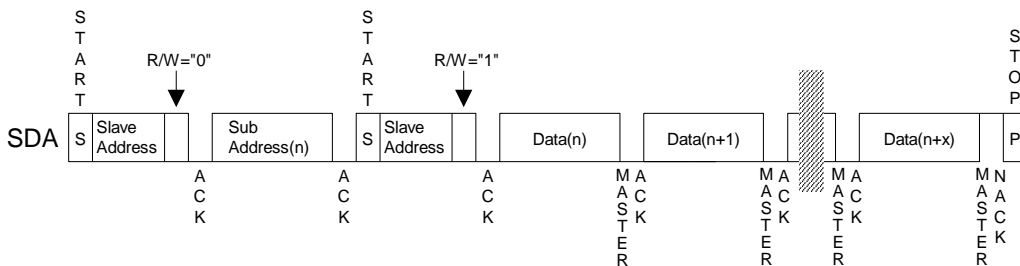 START
START
STOP
R/W="0"
R/W="1"
SDA
S
Slave
Address
Sub
Address(n)
S
Slave
Address
Data(n)
Data(n+1)
Data(n+x)
P
ACK
ACK
ACK
MASTER
ACK
MASTER
ACK
MASTER
ACK
MASTER
NACK